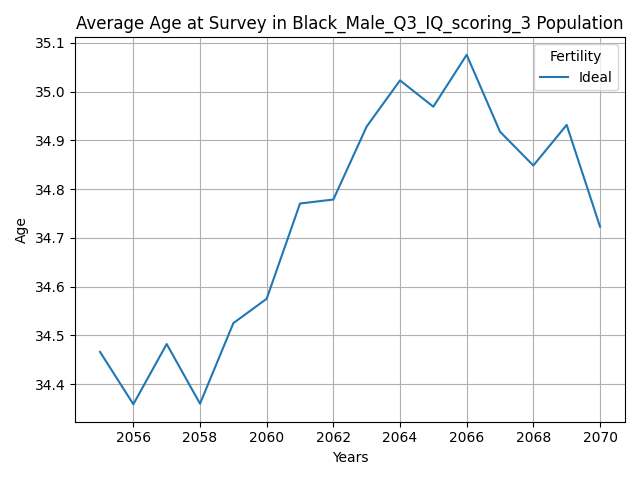 Average Age at Survey in Black_Male_Q3_IQ_scoring_3 Population
35.1
35.0
34.9
34.8
34.7
34.6
34.5
34.4
Age
Fertility
Ideal
2056 2058 2060 2062 2064 2066 2068 2070
Years